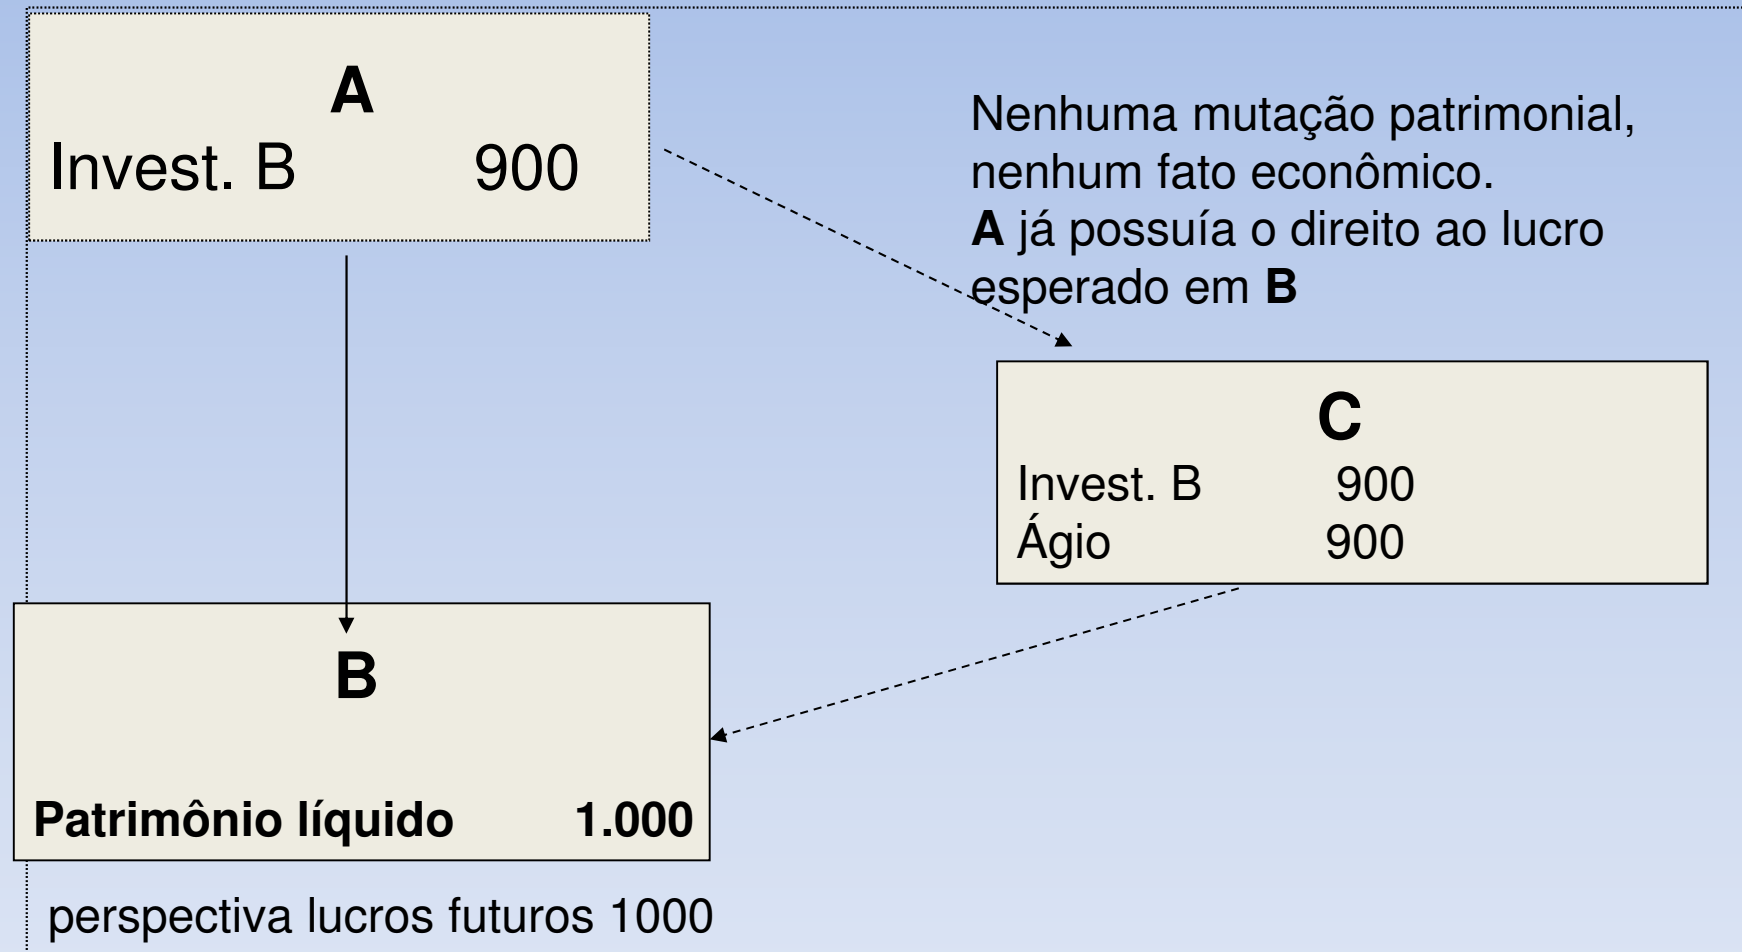 A
Invest. B 900
Nenhuma mutação patrimonial,
nenhum fato econômico.
A já possuía o direito ao lucro
esperado em B
C
Invest. B 900
Ágio 900
B
Patrimônio líquido 1.000
perspectiva lucros futuros 1000